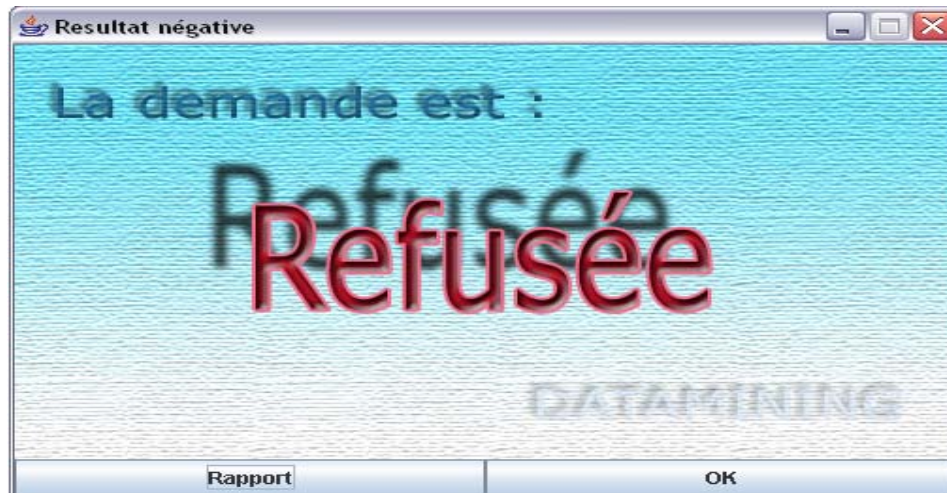 Resultat négative
La demande est :
Refusée
DATAMINING
Rapport
OK